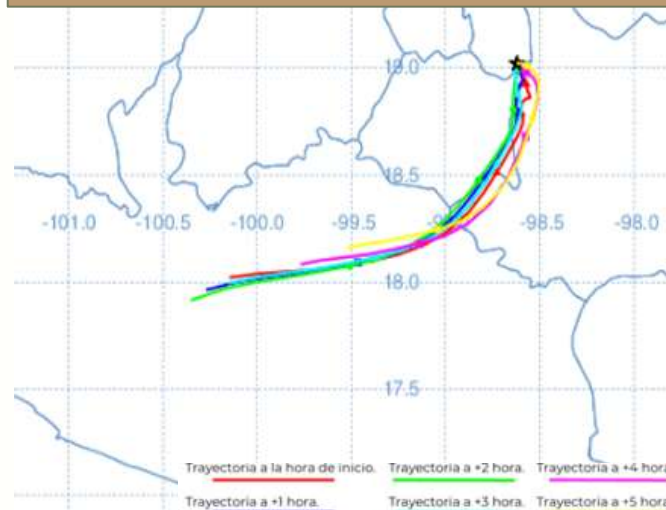 19.0
18.5
-101.0 -100.5 -100.0 -99.5 -99.0 -98.5 -98.0
18.0
17.5
Trayectoria a la hora de inicio. Trayectoria a +2 hora. Trayectoria a +4 hora
Trayectoria a +1 hora. Trayectoria a +3 hora. Trayectoria a +5 hora